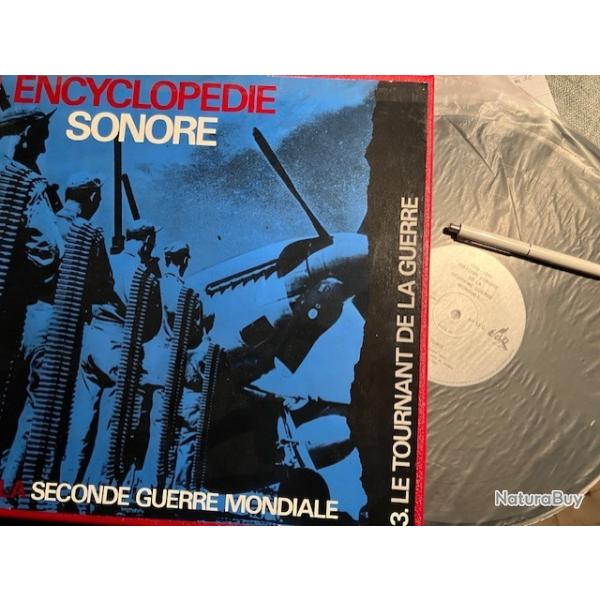 ENCYCLOPEDIE
SONORE
3. LE TOURNANT DE LA GUERRE
LA SECONDE GUERRE MONDIALE
NaturaBuy